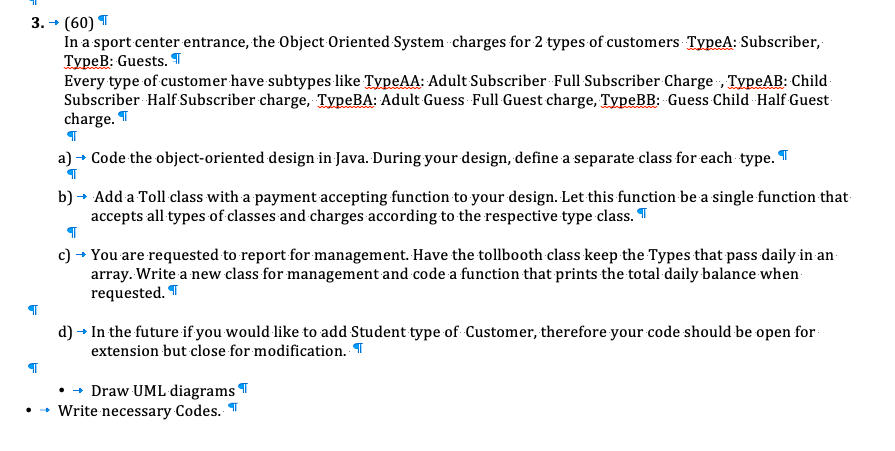 3. → (60) ¶
In a sport center entrance, the Object Oriented System charges for 2 types of customers TypeA: Subscriber,
TypeB: Guests. ¶
Every type of customer have subtypes like TypeAA: Adult Subscriber Full Subscriber Charge , TypeAB: Child
Subscriber Half Subscriber charge, TypeBA: Adult Guess Full Guest charge, TypeBB: Guess Child Half Guest
charge. ¶
¶
a) → Code the object-oriented design in Java. During your design, define a separate class for each type. ¶
¶
b) → Add a Toll class with a payment accepting function to your design. Let this function be a single function that
accepts all types of classes and charges according to the respective type class. ¶
¶
c) → You are requested to report for management. Have the tollbooth class keep the Types that pass daily in an
array. Write a new class for management and code a function that prints the total daily balance when
requested. ¶
¶
d) → In the future if you would like to add Student type of Customer, therefore your code should be open for
extension but close for modification. ¶
¶
• → Draw UML diagrams ¶
• → Write necessary Codes. ¶